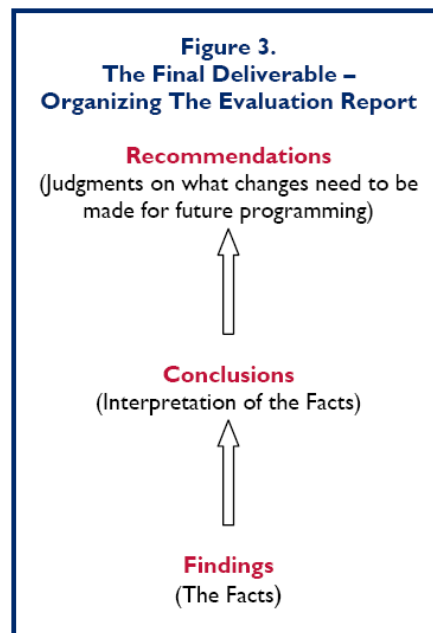 Figure 3.
The Final Deliverable –
Organizing The Evaluation Report
Recommendations
(Judgments on what changes need to be
made for future programming)
Conclusions
(Interpretation of the Facts)
Findings
(The Facts)